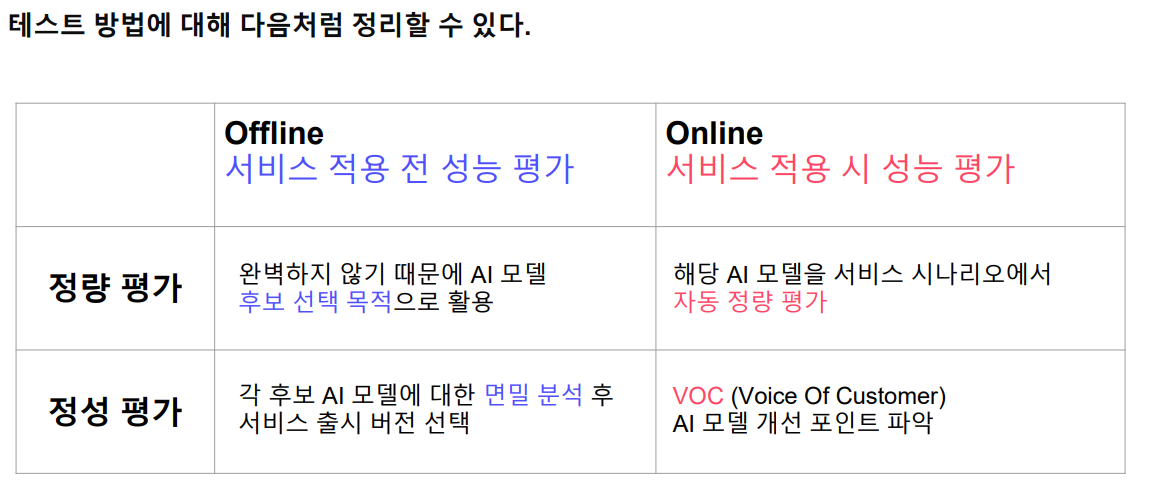 테스트 방법에 대해 다음처럼 정리할 수 있다.
Offline
서비스 적용 전 성능 평가
Online
서비스 적용 시 성능 평가
정량 평가
완벽하지 않기 때문에 AI 모델
후보 선택 목적으로 활용
해당 AI 모델을 서비스 시나리오에서
자동 정량 평가
정성 평가
각 후보 AI 모델에 대한 면밀 분석 후
서비스 출시 버전 선택
VOC (Voice Of Customer)
AI 모델 개선 포인트 파악